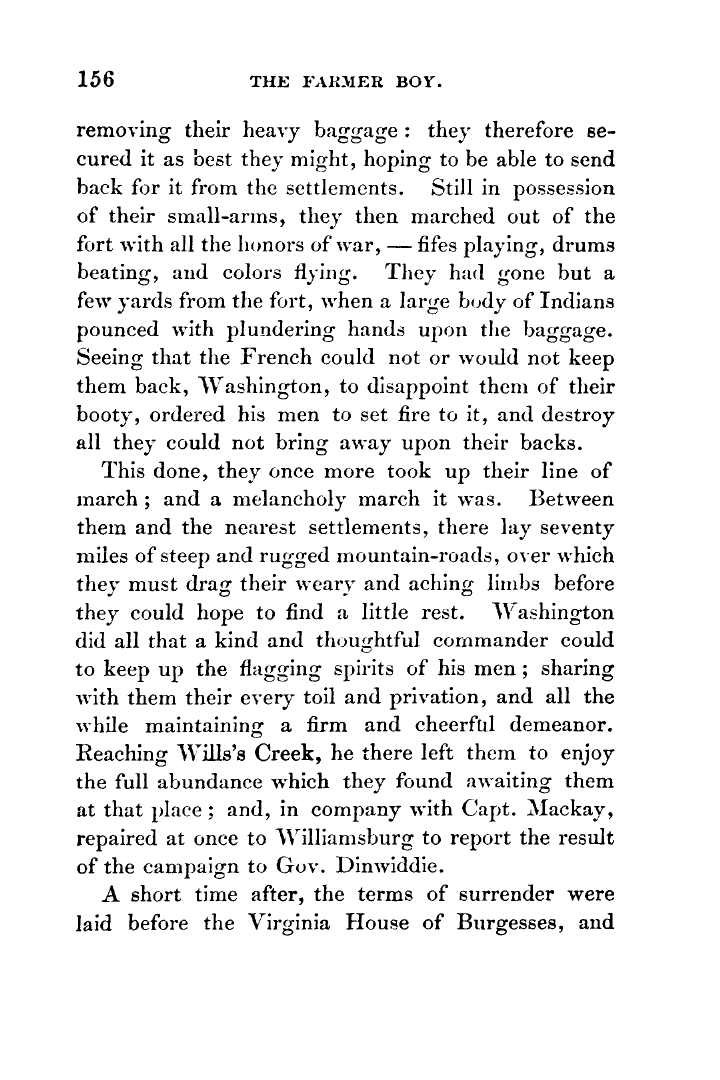 156 THE FARMER BOY.
removing their heavy baggage : they therefore se-
cured it as best they might, hoping to be able to send
back for it from the settlements. Still in possession
of their small-arms, they then marched out of the
fort with all the honors of war, — fifes playing, drums
beating, and colors flying. They had gone but a
few yards from the fort, when a large body of Indians
pounced with plundering hands upon the baggage.
Seeing that the French could not or would not keep
them back, Washington, to disappoint them of their
booty, ordered his men to set fire to it, and destroy
all they could not bring away upon their backs.
This done, they once more took up their line of
march ; and a melancholy march it was. Between
them and the nearest settlements, there lay seventy
miles of steep and rugged mountain-roads, over which
they must drag their weary and aching limbs before
they could hope to find a little rest. Washington
did all that a kind and thoughtful commander could
to keep up the flagging spirits of his men ; sharing
with them their every toil and privation, and all the
while maintaining a firm and cheerful demeanor.
Reaching Wills's Creek, he there left them to enjoy
the full abundance which they found awaiting them
at that place ; and, in company with Capt. Mackay,
repaired at once to Williamsburg to report the result
of the campaign to Gov. Dinwiddie.
A short time after, the terms of surrender were
laid before the Virginia House of Burgesses, and